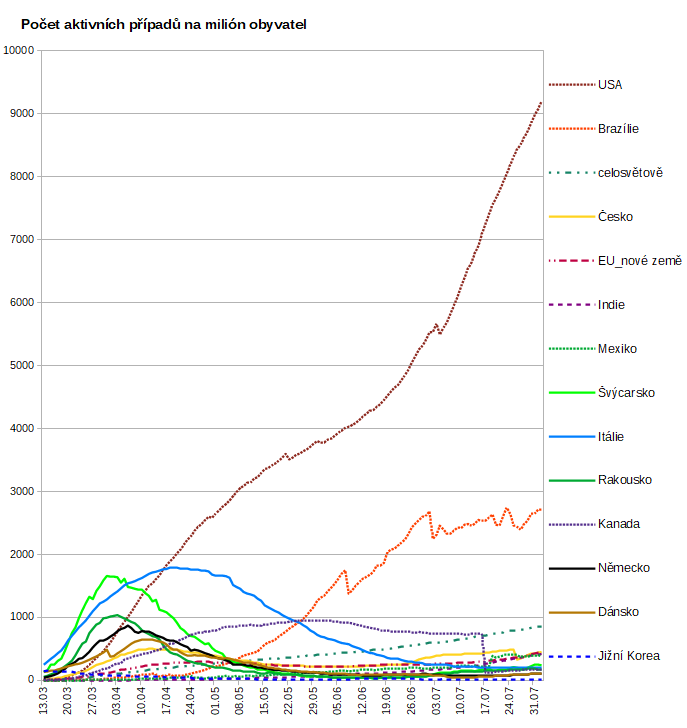 Počet aktivních případů na milión obyvatel
10000
9000
8000
7000
6000
5000
4000
3000
2000
1000
0
13.03
20.03
27.03
03.04
10.04
17.04
24.04
01.05
08.05
15.05
22.05
29.05
05.06
12.06
19.06
26.06
03.07
10.07
17.07
24.07
31.07
USA
Brazílie
celosvětově
Česko
EU_nové země
Indie
Mexiko
Švýcarsko
Itálie
Rakousko
Kanada
Německo
Dánsko
Jižní Korea